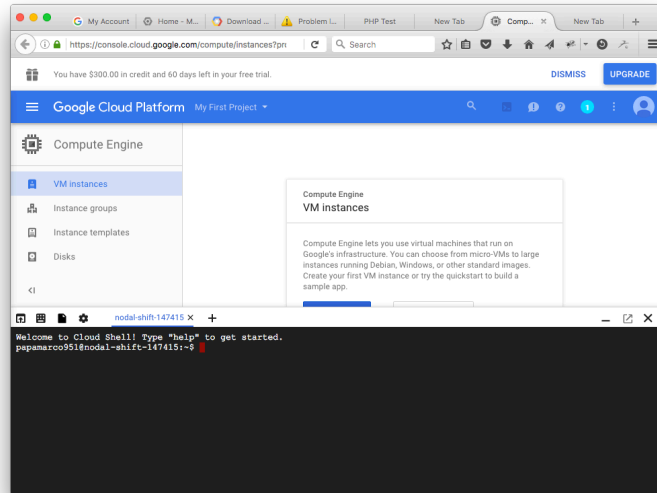 My Account
Home - M...
Download ...
Problem l...
PHP Test
New Tab
Comp...
New Tab
https://console.cloud.google.com/compute/instances?pro
Search
You have $300.00 in credit and 60 days left in your free trial.
DISMISS
UPGRADE
Google Cloud Platform
My First Project
1
Compute Engine
VM instances
Instance groups
Instance templates
Disks
Compute Engine
VM instances
Compute Engine lets you use virtual machines that run on
Google's infrastructure. You can choose from micro-VMs to large
instances running Debian, Windows, or other standard images.
Create your first VM instance or try the quickstart to build a
sample app.
nodal-shift-147415
Welcome to Cloud Shell! Type "help" to get started.
papamarco951@nodal-shift-147415:~$